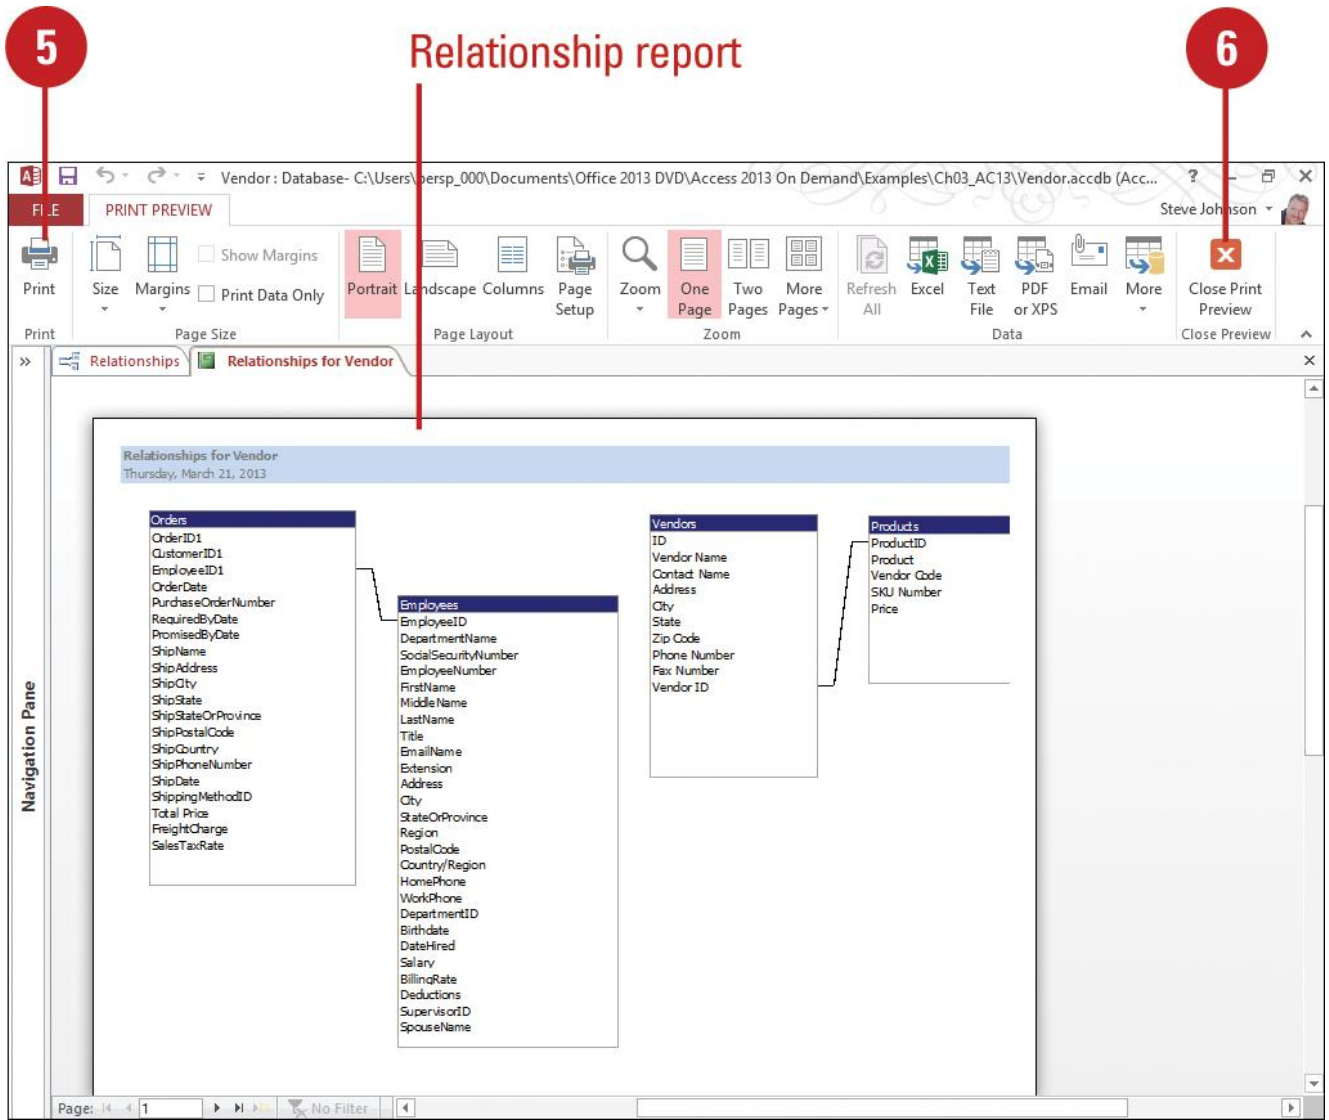 5
Relationship report
6
Vendor : Database- C:\Users\persp_000\Documents\Office 2013 DVD\Access 2013 On Demand\Examples\Ch03_AC13\Vendor.accdb (Acc...
?
FILE
PRINT PREVIEW
Steve Johnson
Show Margins
Print Data Only
Print
Size
Margins
Portrait
Landscape
Columns
Page Setup
Zoom
One Page
Two Pages
More Pages
Refresh All
Excel
Text File
PDF or XPS
Email
More
Close Print Preview
Print
Page Size
Page Layout
Zoom
Data
Close Preview
Relationships
Relationships for Vendor
Navigation Pane
Relationships for Vendor
Thursday, March 21, 2013
Orders
OrderID1
CustomerID1
EmployeeID1
OrderDate
PurchaseOrderNumber
RequiredByDate
PromisedByDate
ShipName
ShipAddress
ShipCity
ShipState
ShipStateOrProvince
ShipPostalCode
ShipCountry
ShipPhoneNumber
ShipDate
ShippingMethodID
Total Price
FreightCharge
SalesTaxRate
Employees
EmployeeID
DepartmentName
SocialSecurityNumber
EmployeeNumber
FirstName
MiddleName
LastName
Title
EmailName
Extension
Address
City
StateOrProvince
Region
PostalCode
Country/Region
HomePhone
WorkPhone
DepartmentID
Birthdate
DateHired
Salary
BillingRate
Deductions
SupervisorID
SpouseName
Vendors
ID
Vendor Name
Contact Name
Address
City
State
Zip Code
Phone Number
Fax Number
Vendor ID
Products
ProductID
Product
Vendor Code
SKU Number
Price
Page: 1
No Filter